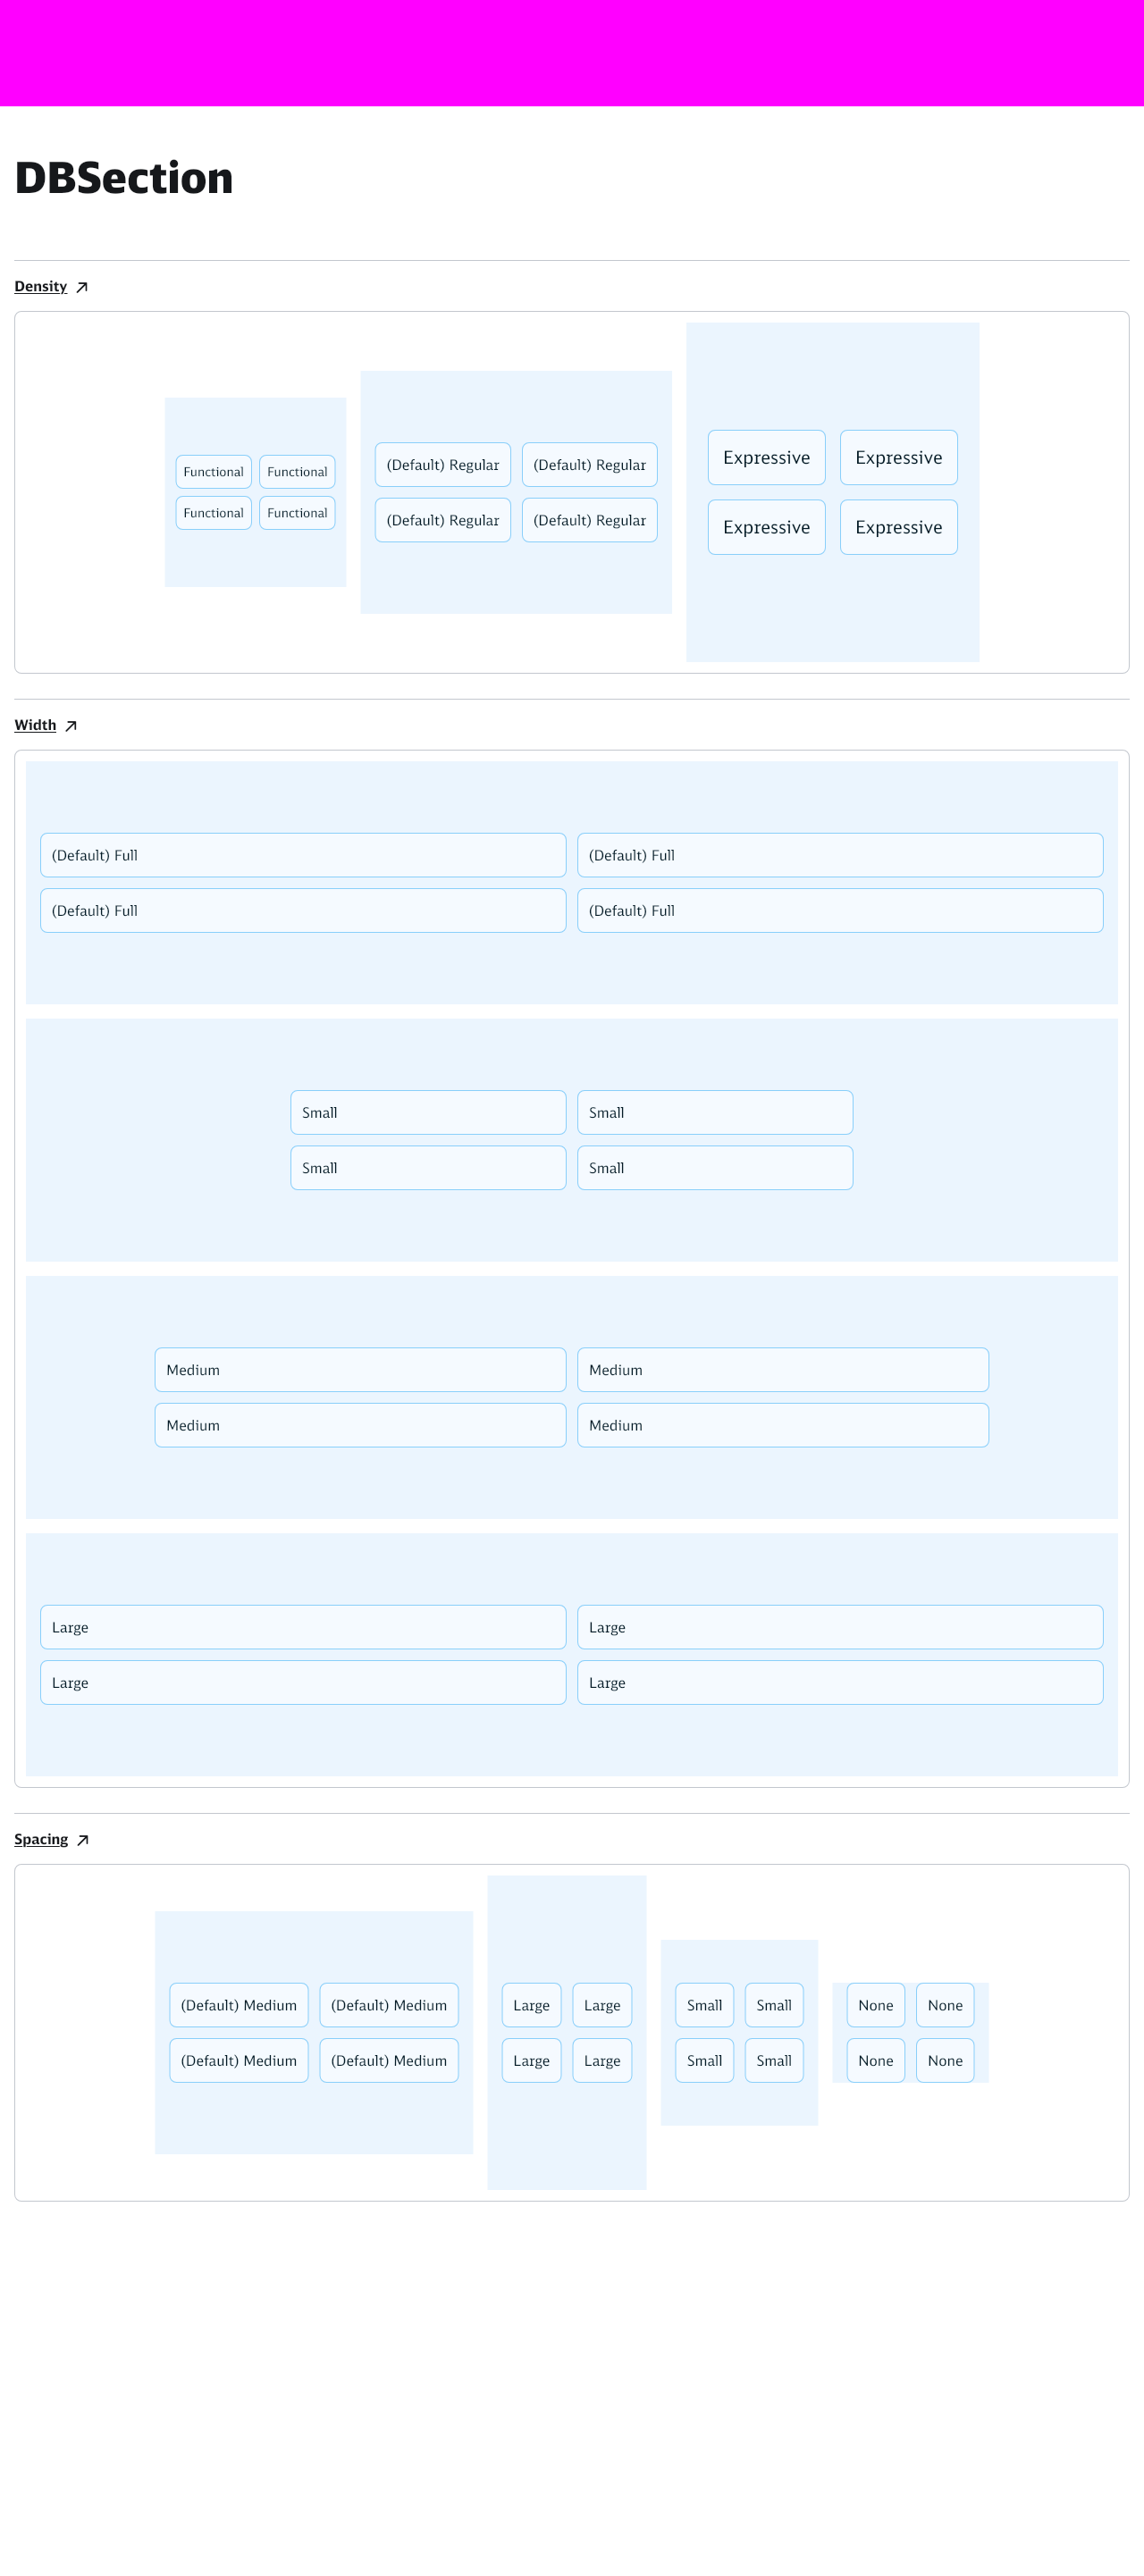 DBSection
Density
Functional Functional
Functional Functional
(Default) Regular (Default) Regular
(Default) Regular (Default) Regular
Expressive Expressive
Expressive Expressive
Width
(Default) Full (Default) Full
(Default) Full (Default) Full
Small Small
Small Small
Medium Medium
Medium Medium
Large Large
Large Large
Spacing
(Default) Medium (Default) Medium
(Default) Medium (Default) Medium
Large Large
Large Large
Small Small
Small Small
None None
None None